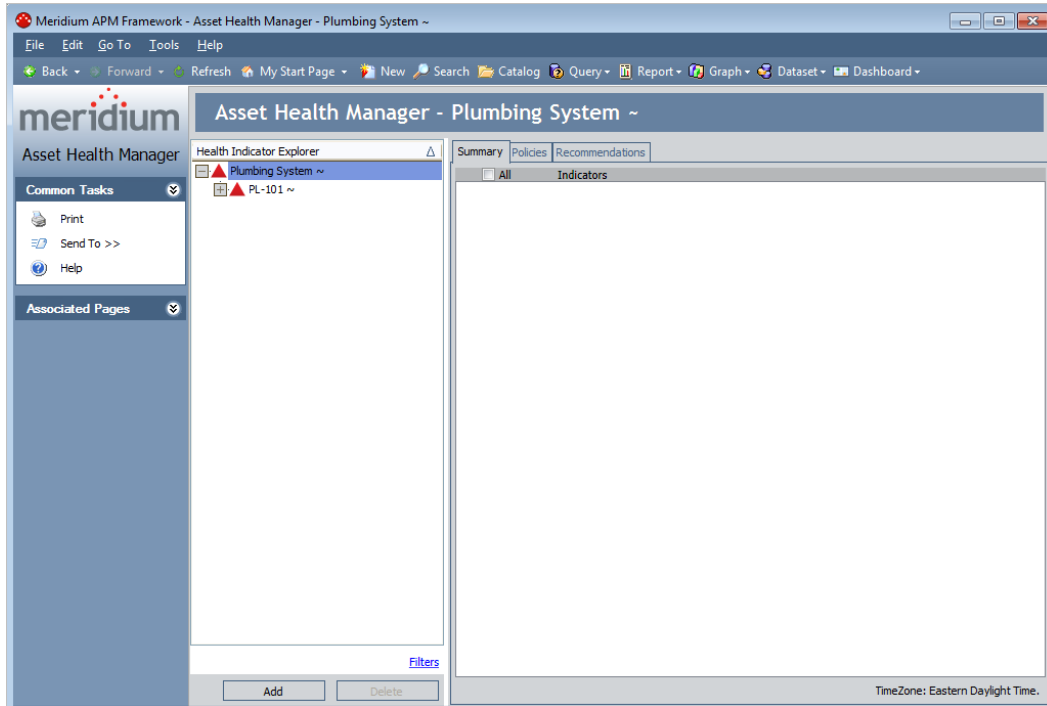 Meridium APM Framework - Asset Health Manager - Plumbing System ~
File Edit Go To Tools Help
Back Forward Refresh My Start Page New Search Catalog Query Report Graph Dataset Dashboard
meridium
Asset Health Manager - Plumbing System ~
Asset Health Manager
Common Tasks
Print
Send To >>
Help
Associated Pages
Health Indicator Explorer
Plumbing System ~
PL-101 ~
Filters
Add Delete
Summary Policies Recommendations
All Indicators
TimeZone: Eastern Daylight Time.